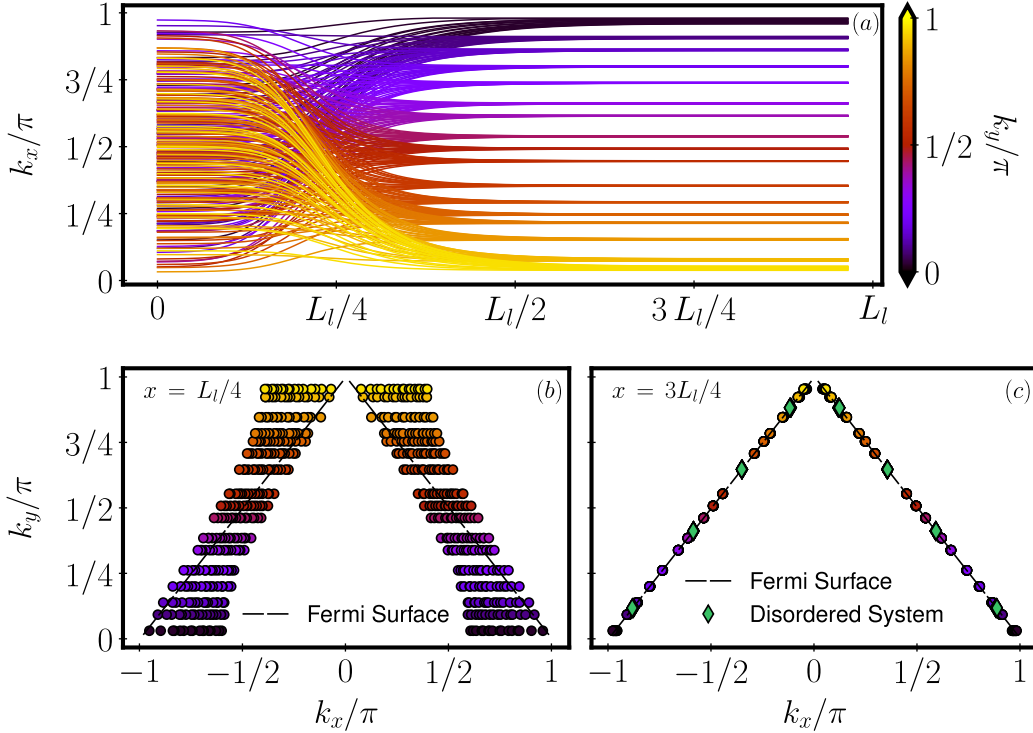 (a)
1
3/4
1/2
1/4
0
k_x/π
0
L_l/4
L_l/2
3 L_l/4
L_l
1
1/2
0
k_y/π
x = L_l/4
(b)
1
3/4
1/2
1/4
0
k_y/π
Fermi Surface
−1
−1/2
0
1/2
1
k_x/π
x = 3L_l/4
(c)
Fermi Surface
Disordered System
−1
−1/2
0
1/2
1
k_x/π